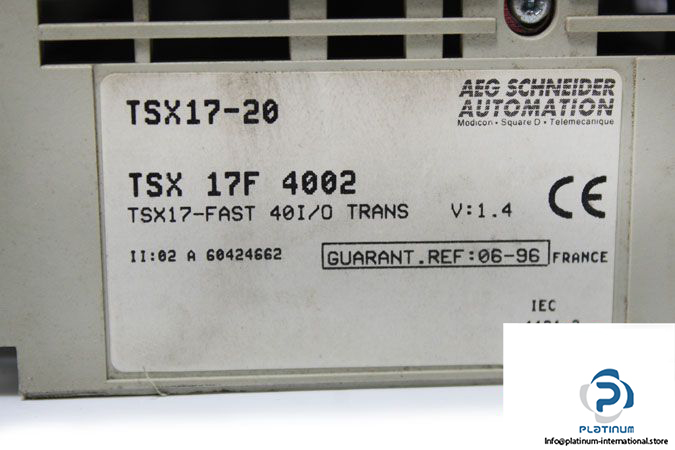 TSX17-20
AEG SCHNEIDER
AUTOMATION
Modicon • Square D • Telemecanique
TSX 17F 4002
TSX17-FAST 40I/O TRANS V:1.4
CE
II:02 A 60424662 GUARANT.REF:06-96 FRANCE
IEC
P
PLATINUM
Info@platinum-international.store